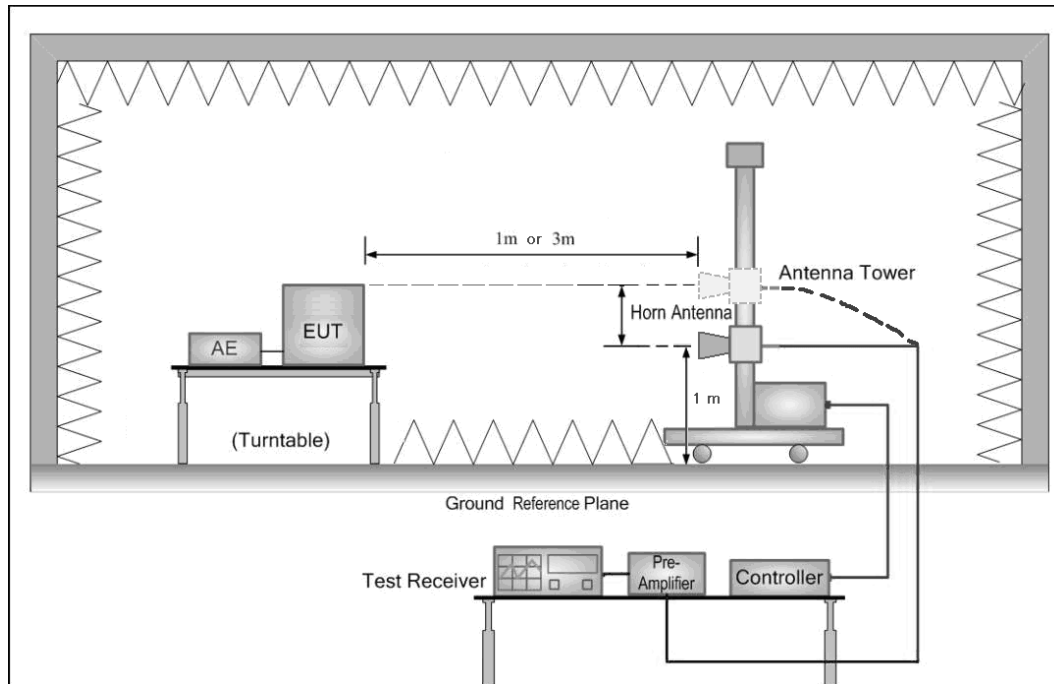 1m or 3m
Antenna Tower
Horn Antenna
EUT
AE
1 m
(Turntable)
Ground Reference Plane
Test Receiver
Pre-
Amplifier
Controller